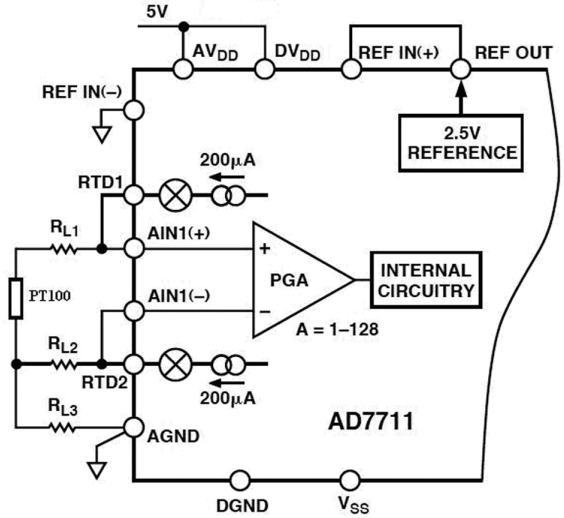 5V
AVDD
DVDD
REF IN(+)
REF OUT
REF IN(−)
2.5V
REFERENCE
200μA
RTD1
RL1
AIN1(+)
+
PGA
INTERNAL
CIRCUITRY
PT100
AIN1(−)
−
A = 1–128
RL2
RTD2
200μA
RL3
AGND
AD7711
DGND
VSS